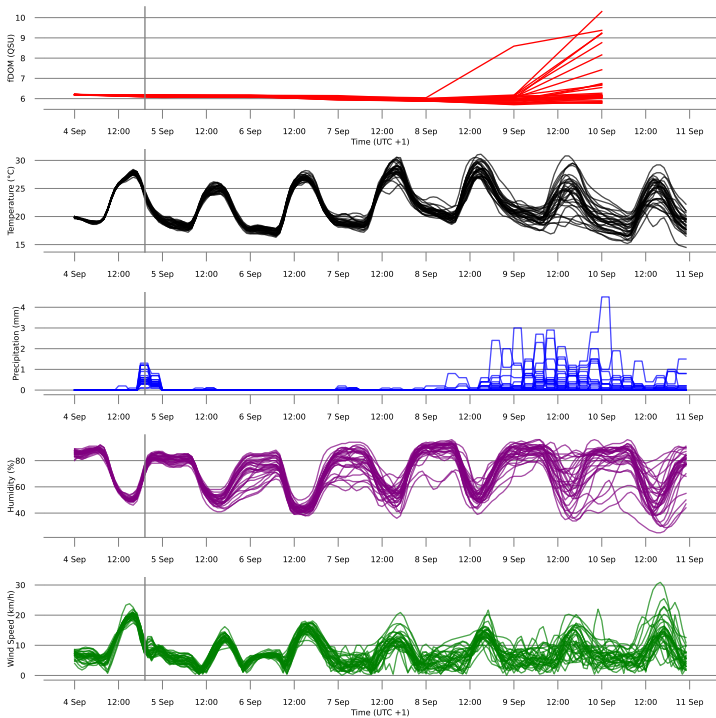 fDOM (QSU)
10
9
8
7
6
4 Sep 12:00 5 Sep 12:00 6 Sep 12:00 7 Sep 12:00 8 Sep 12:00 9 Sep 12:00 10 Sep 12:00 11 Sep
Time (UTC +1)
Temperature (°C)
30
25
20
15
4 Sep 12:00 5 Sep 12:00 6 Sep 12:00 7 Sep 12:00 8 Sep 12:00 9 Sep 12:00 10 Sep 12:00 11 Sep
Precipitation (mm)
4
3
2
1
0
4 Sep 12:00 5 Sep 12:00 6 Sep 12:00 7 Sep 12:00 8 Sep 12:00 9 Sep 12:00 10 Sep 12:00 11 Sep
Humidity (%)
80
60
40
4 Sep 12:00 5 Sep 12:00 6 Sep 12:00 7 Sep 12:00 8 Sep 12:00 9 Sep 12:00 10 Sep 12:00 11 Sep
Wind Speed (km/h)
30
20
10
0
4 Sep 12:00 5 Sep 12:00 6 Sep 12:00 7 Sep 12:00 8 Sep 12:00 9 Sep 12:00 10 Sep 12:00 11 Sep
Time (UTC +1)